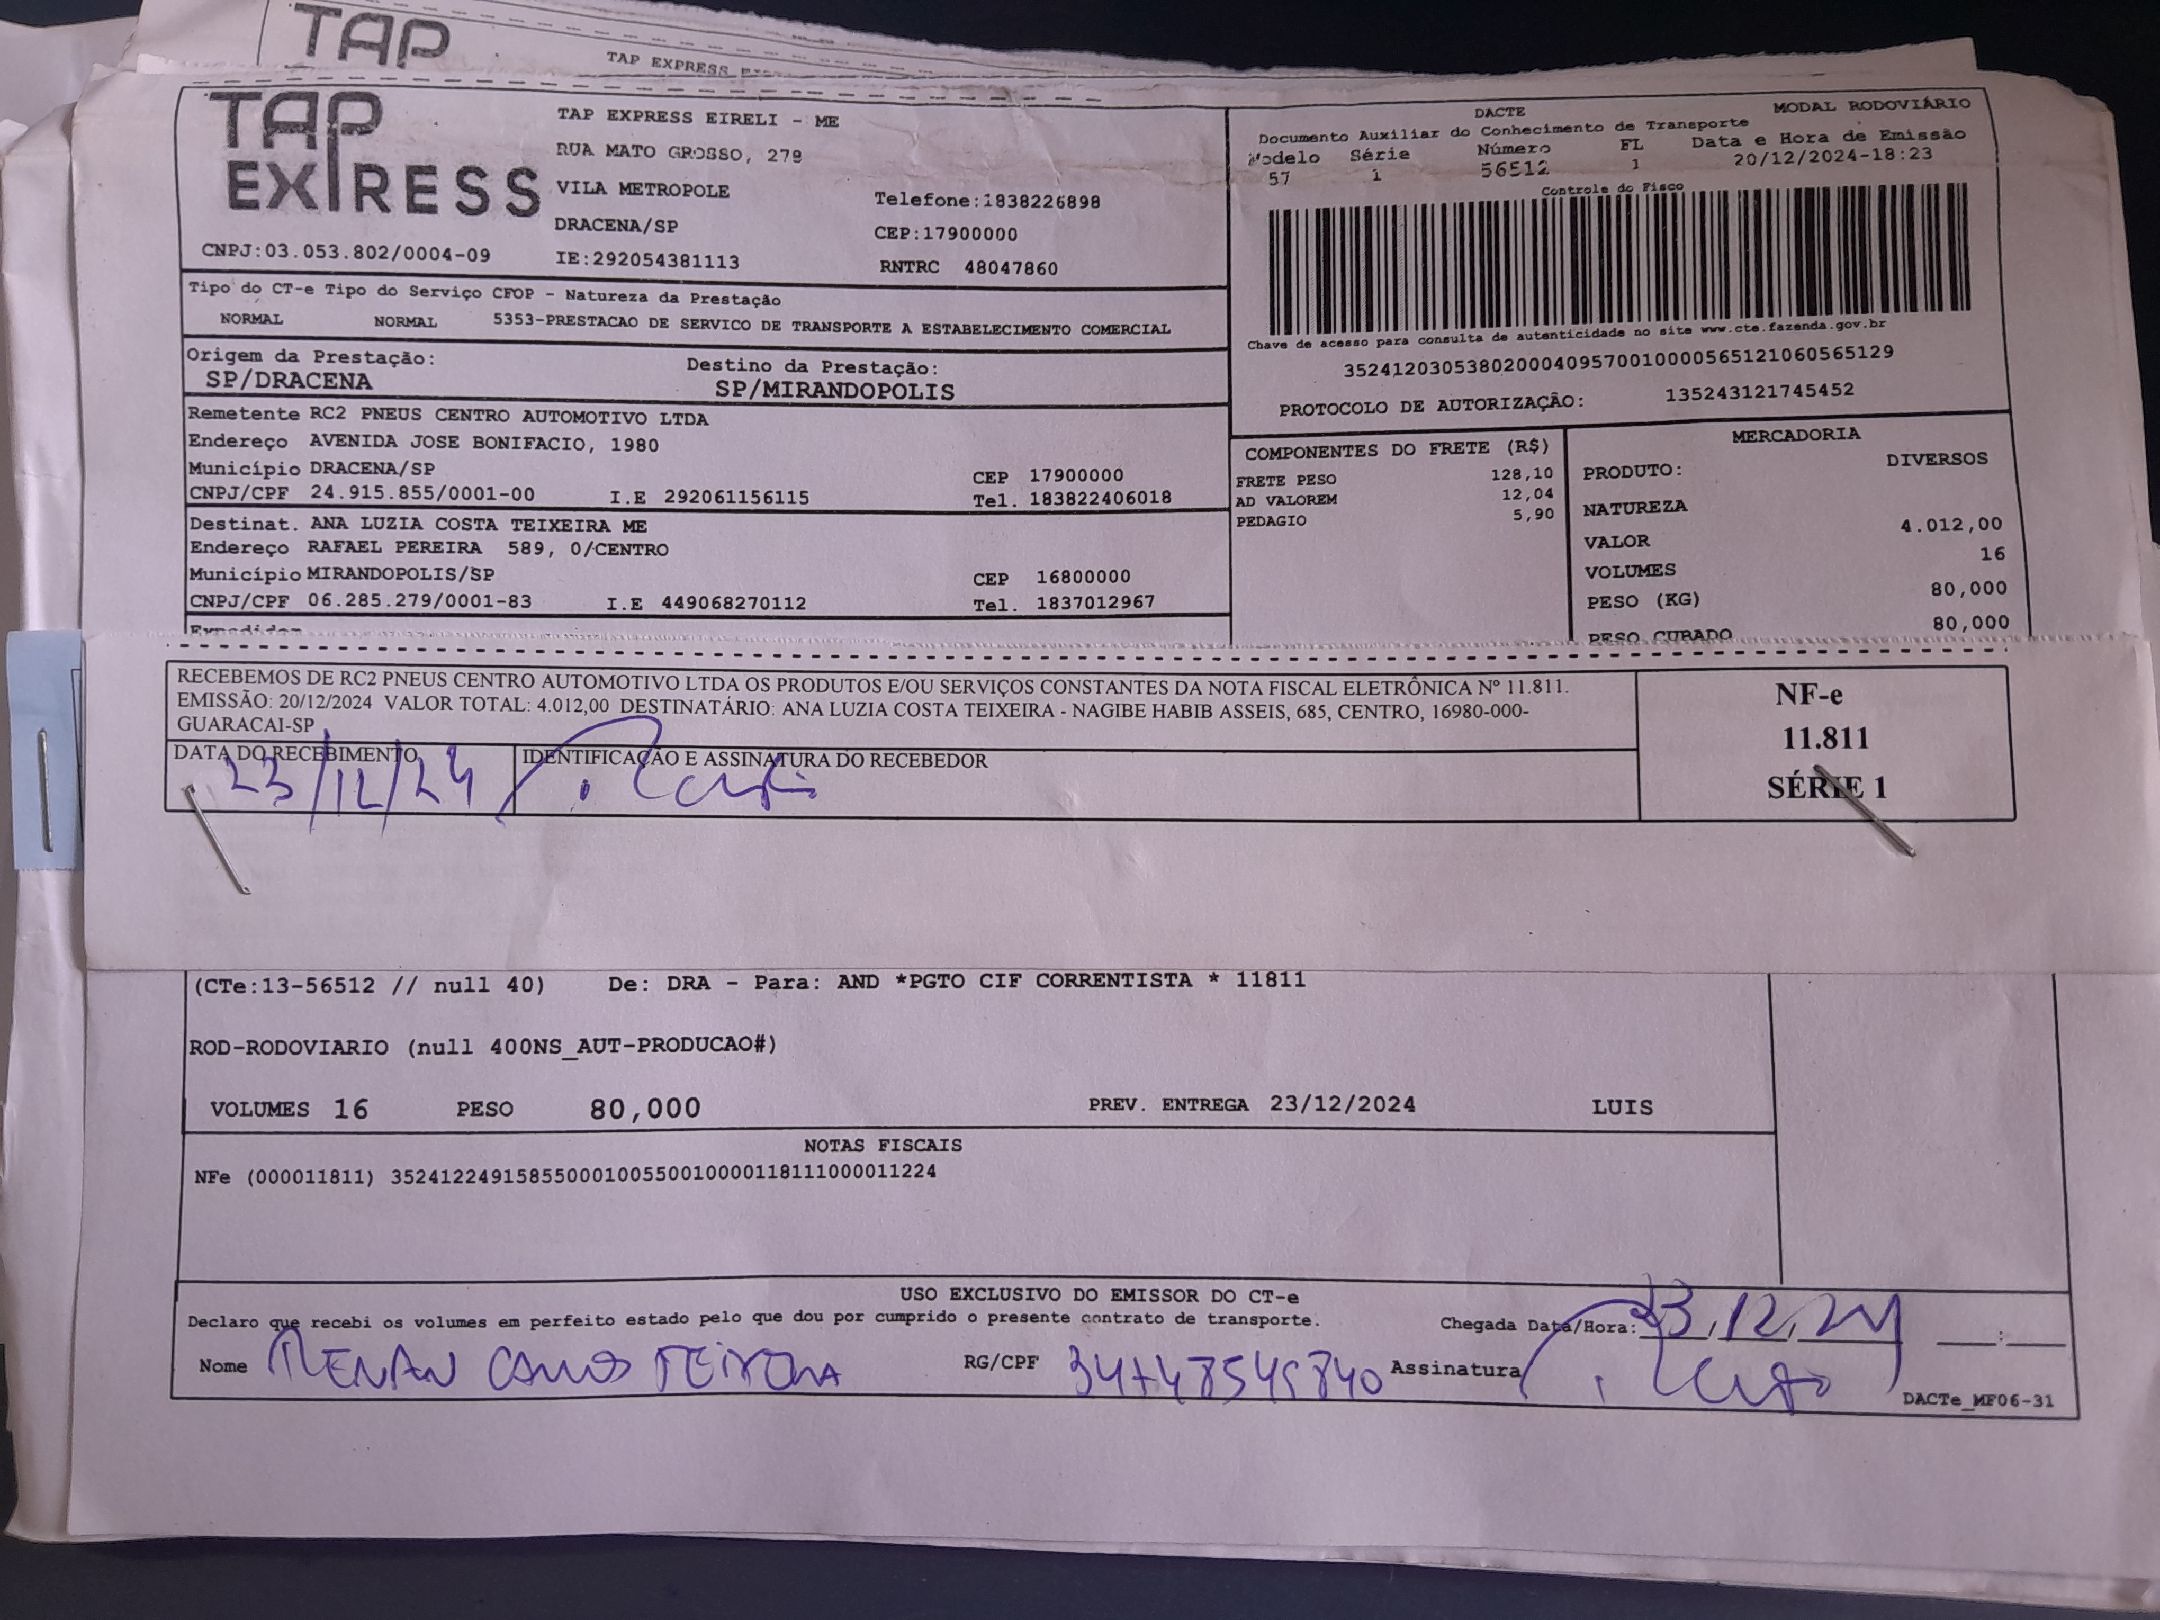 TAP
TAP EXPRESS
TAP
EXPRESS
TAP EXPRESS EIRELI - ME
RUA MATO GROSSO, 279
VILA METROPOLE
Telefone:1838226898
DRACENA/SP
CEP:17900000
CNPJ:03.053.802/0004-09
IE:292054381113
RNTRC 48047860
DACTE
MODAL RODOVIÁRIO
Documento Auxiliar do Conhecimento de Transporte
Modelo Série Número FL Data e Hora de Emissão
57 1 56512 1 20/12/2024-18:23
Controle do Fisco
Chave de acesso para consulta de autenticidade no site www.cte.fazenda.gov.br
35241203053802000409570010000565121060565129
PROTOCOLO DE AUTORIZAÇÃO: 135243121745452
Tipo do CT-e Tipo do Serviço CFOP - Natureza da Prestação
NORMAL NORMAL 5353-PRESTACAO DE SERVICO DE TRANSPORTE A ESTABELECIMENTO COMERCIAL
Origem da Prestação: Destino da Prestação:
SP/DRACENA SP/MIRANDOPOLIS
Remetente RC2 PNEUS CENTRO AUTOMOTIVO LTDA
Endereço AVENIDA JOSE BONIFACIO, 1980
Município DRACENA/SP CEP 17900000
CNPJ/CPF 24.915.855/0001-00 I.E 292061156115 Tel. 183822406018
Destinat. ANA LUZIA COSTA TEIXEIRA ME
Endereço RAFAEL PEREIRA 589, 0/CENTRO
Município MIRANDOPOLIS/SP CEP 16800000
CNPJ/CPF 06.285.279/0001-83 I.E 449068270112 Tel. 1837012967
COMPONENTES DO FRETE (R$)
FRETE PESO 128,10
AD VALOREM 12,04
PEDAGIO 5,90
MERCADORIA
PRODUTO: DIVERSOS
NATUREZA
VALOR 4.012,00
VOLUMES 16
PESO (KG) 80,000
PESO CUBADO 80,000
RECEBEMOS DE RC2 PNEUS CENTRO AUTOMOTIVO LTDA OS PRODUTOS E/OU SERVIÇOS CONSTANTES DA NOTA FISCAL ELETRÔNICA Nº 11.811.
EMISSÃO: 20/12/2024 VALOR TOTAL: 4.012,00 DESTINATÁRIO: ANA LUZIA COSTA TEIXEIRA - NAGIBE HABIB ASSEIS, 685, CENTRO, 16980-000-
GUARACAI-SP
DATA DO RECEBIMENTO IDENTIFICAÇÃO E ASSINATURA DO RECEBEDOR
23/12/24
NF-e
11.811
SÉRIE 1
(CTe:13-56512 // null 40) De: DRA - Para: AND *PGTO CIF CORRENTISTA * 11811
ROD-RODOVIARIO (null 400NS_AUT-PRODUCAO#)
VOLUMES 16 PESO 80,000 PREV. ENTREGA 23/12/2024 LUIS
NOTAS FISCAIS
NFe (000011811) 35241224915855000100550010000118111000011224
USO EXCLUSIVO DO EMISSOR DO CT-e
Declaro que recebi os volumes em perfeito estado pelo que dou por cumprido o presente contrato de transporte. Chegada Data/Hora: 23,12,24
Nome RENAN CARLOS TEIXEIRA RG/CPF 34748549840 Assinatura
DACTe_MF06-31